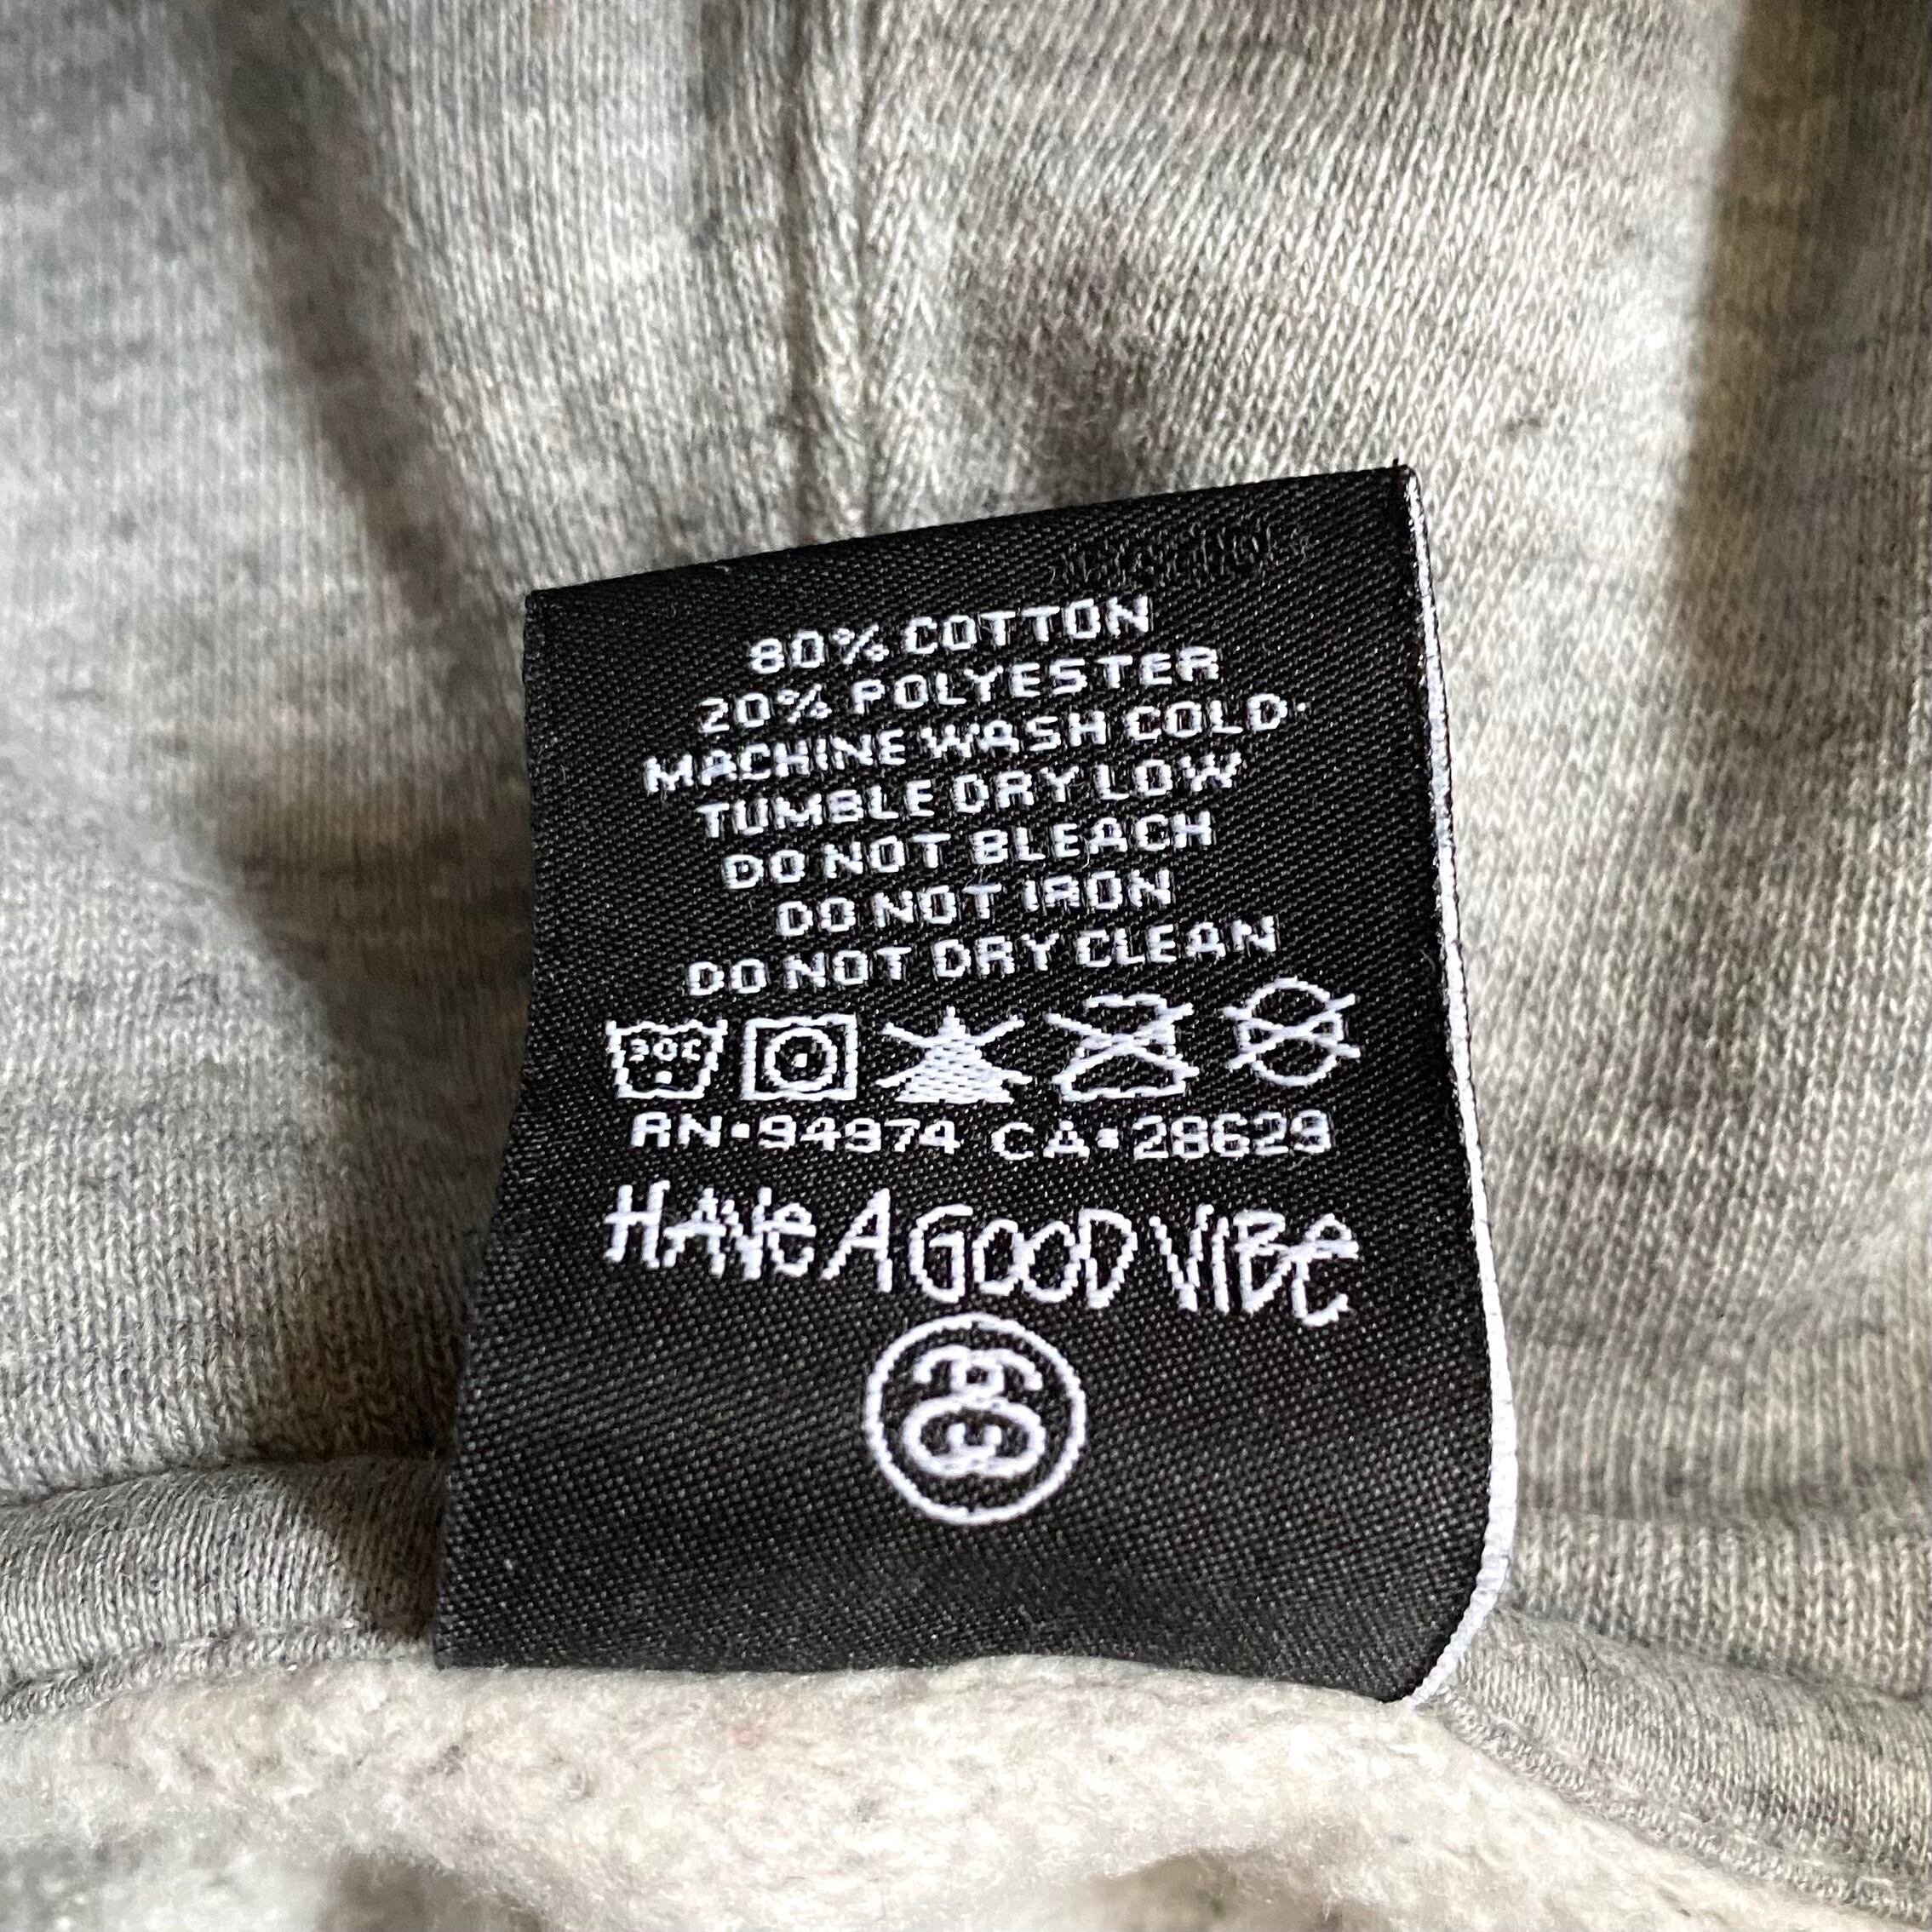 80% COTTON
20% POLYESTER
MACHINE WASH COLD
TUMBLE DRY LOW
DO NOT BLEACH
DO NOT IRON
DO NOT DRY CLEAN
30C
RN•94974 CA•28629
HAVE A GOOD VIBE